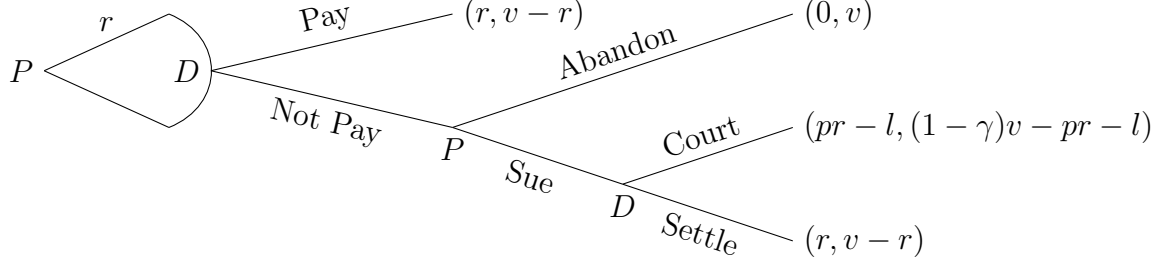 P
r
D
Pay
(r, v − r)
Not Pay
P
Abandon
(0, v)
Sue
D
Court
(pr − l, (1 − γ)v − pr − l)
Settle
(r, v − r)